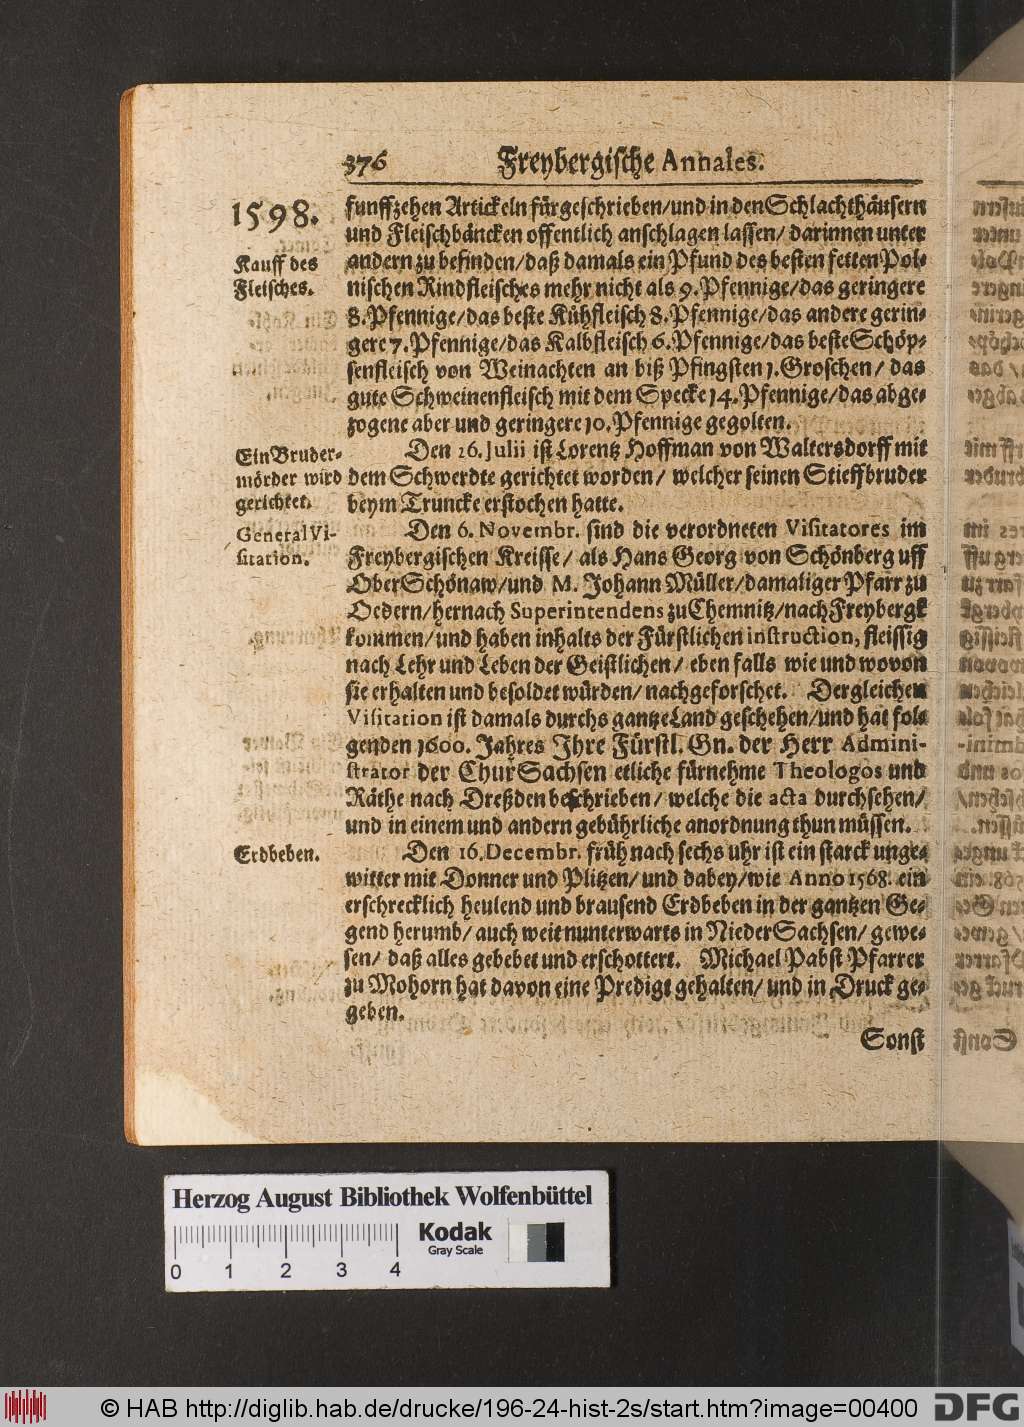 376 Freybergische Annales.
1598.
funffzehen Artickeln fürgeschrieben/und in den Schlachthäusern
und Fleischbäncken offentlich anschlagen lassen/ darinnen unter
Kauff des
Fleisches.
andern zu befinden/daß damals ein Pfund des besten fetten Pol-
nischen Rindfleisches mehr nicht als 9. Pfennige/das geringere
8. Pfennige/das beste Kühfleisch 8. Pfennige/das andere gerin-
gere 7. Pfennige/das Kalbfleisch 6. Pfennige/das beste Schöp-
senfleisch von Weinachten an biß Pfingsten 1. Groschen/ das
gute Schweinenfleisch mit dem Specke 14. Pfennige/das abge-
zogene aber und geringere 10. Pfennige gegolten.
Ein Bruder-
mörder wird
gerichtet.
Den 26. Julii ist Lorentz Hoffman von Waltersdorff mit
dem Schwerdte gerichtet worden/ welcher seinen Stieffbruder
beym Truncke erstochen hatte.
General Vi-
sitation.
Den 6. Novembr. sind die verordneten Visitatores im
Freybergischen Kreisse/ als Hans Georg von Schönberg uff
Ober Schönaw/und M. Johann Müller/damaliger Pfarr zu
Oedern/hernach Superintendens zu Chemnitz/nach Freybergk
kommen/und haben inhalts der Fürstlichen instruction, fleissig
nach Lehr und Leben der Geistlichen/ eben falls wie und wovon
sie erhalten und besoldet würden/ nachgeforschet. Dergleichen
Visitation ist damals durchs gantze Land geschehen/und hat fol-
genden 1600. Jahres Ihre Fürstl. Gn. der Herr Admini-
strator der Chur Sachsen etliche fürnehme Theologos und
Räthe nach Dreßden beschrieben/ welche die acta durchsehen/
und in einem und andern gebührliche anordnung thun müssen.
Erdbeben.
Den 16. Decembr. früh nach sechs uhr ist ein starck unge-
witter mit Donner und Plitzen/ und dabey/wie Anno 1568. ein
erschrecklich heulend und brausend Erdbeben in der gantzen Ge-
gend herumb/ auch weit nunterwarts in Nieder Sachsen/ gewe-
sen/ daß alles gebebet und erschottert. Michael Pabst Pfarrer
zu Mohorn hat davon eine Predigt gehalten/ und in Druck ge-
geben.
Sonst
Herzog August Bibliothek Wolfenbüttel
Kodak
Gray Scale
0 1 2 3 4
© HAB http://diglib.hab.de/drucke/196-24-hist-2s/start.htm?image=00400
DFG